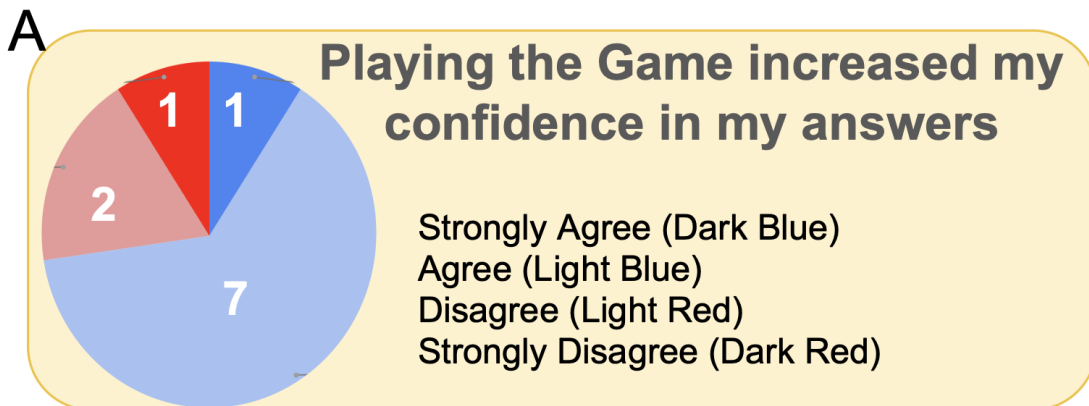 A
Playing the Game increased my
confidence in my answers
1
1
2
7
Strongly Agree (Dark Blue)
Agree (Light Blue)
Disagree (Light Red)
Strongly Disagree (Dark Red)